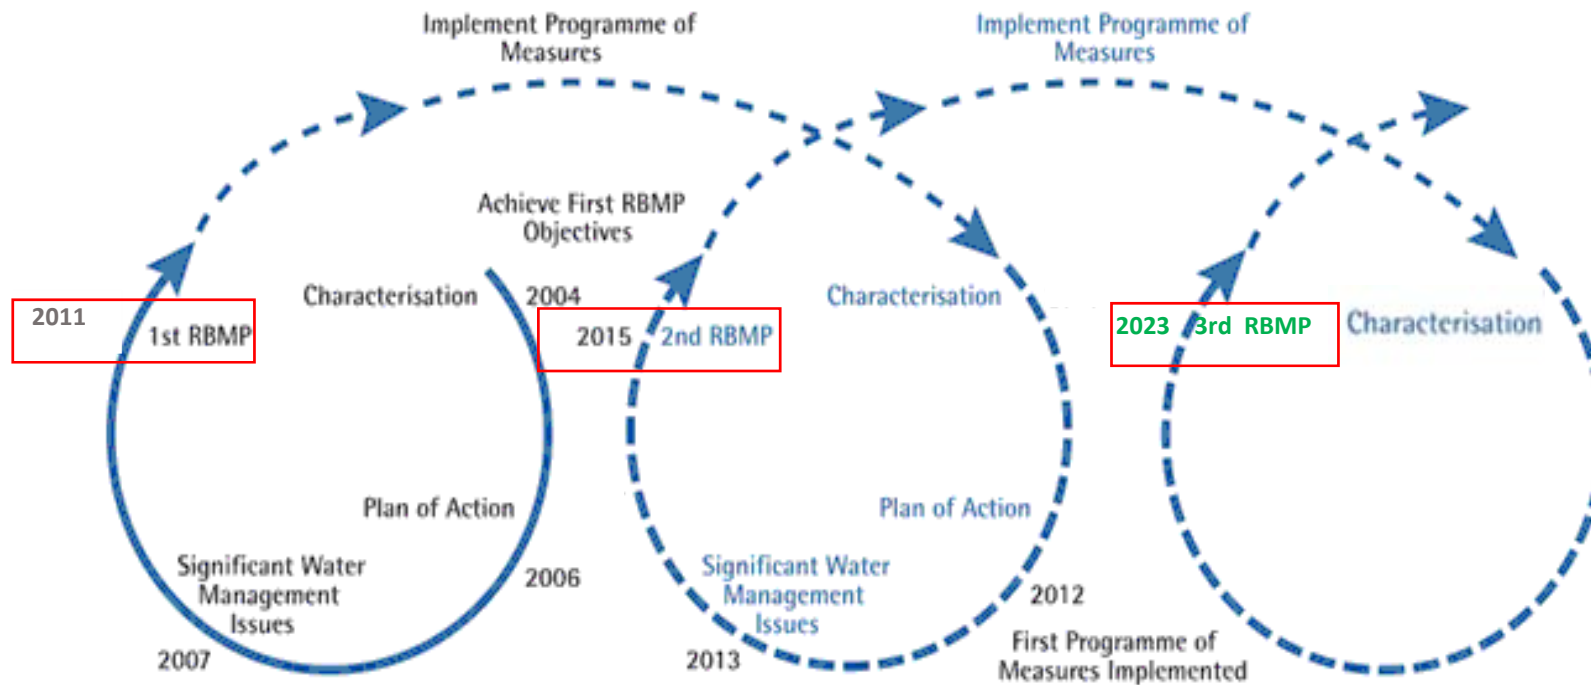 Implement Programme of
Measures
Implement Programme of
Measures
Achieve First RBMP
Objectives
Characterisation
2004
Characterisation
2011
1st RBMP
2015
2nd RBMP
2023
3rd RBMP
Characterisation
Plan of Action
Plan of Action
Significant Water
Management
Issues
2006
2007
Significant Water
Management
Issues
2012
2013
First Programme of
Measures Implemented